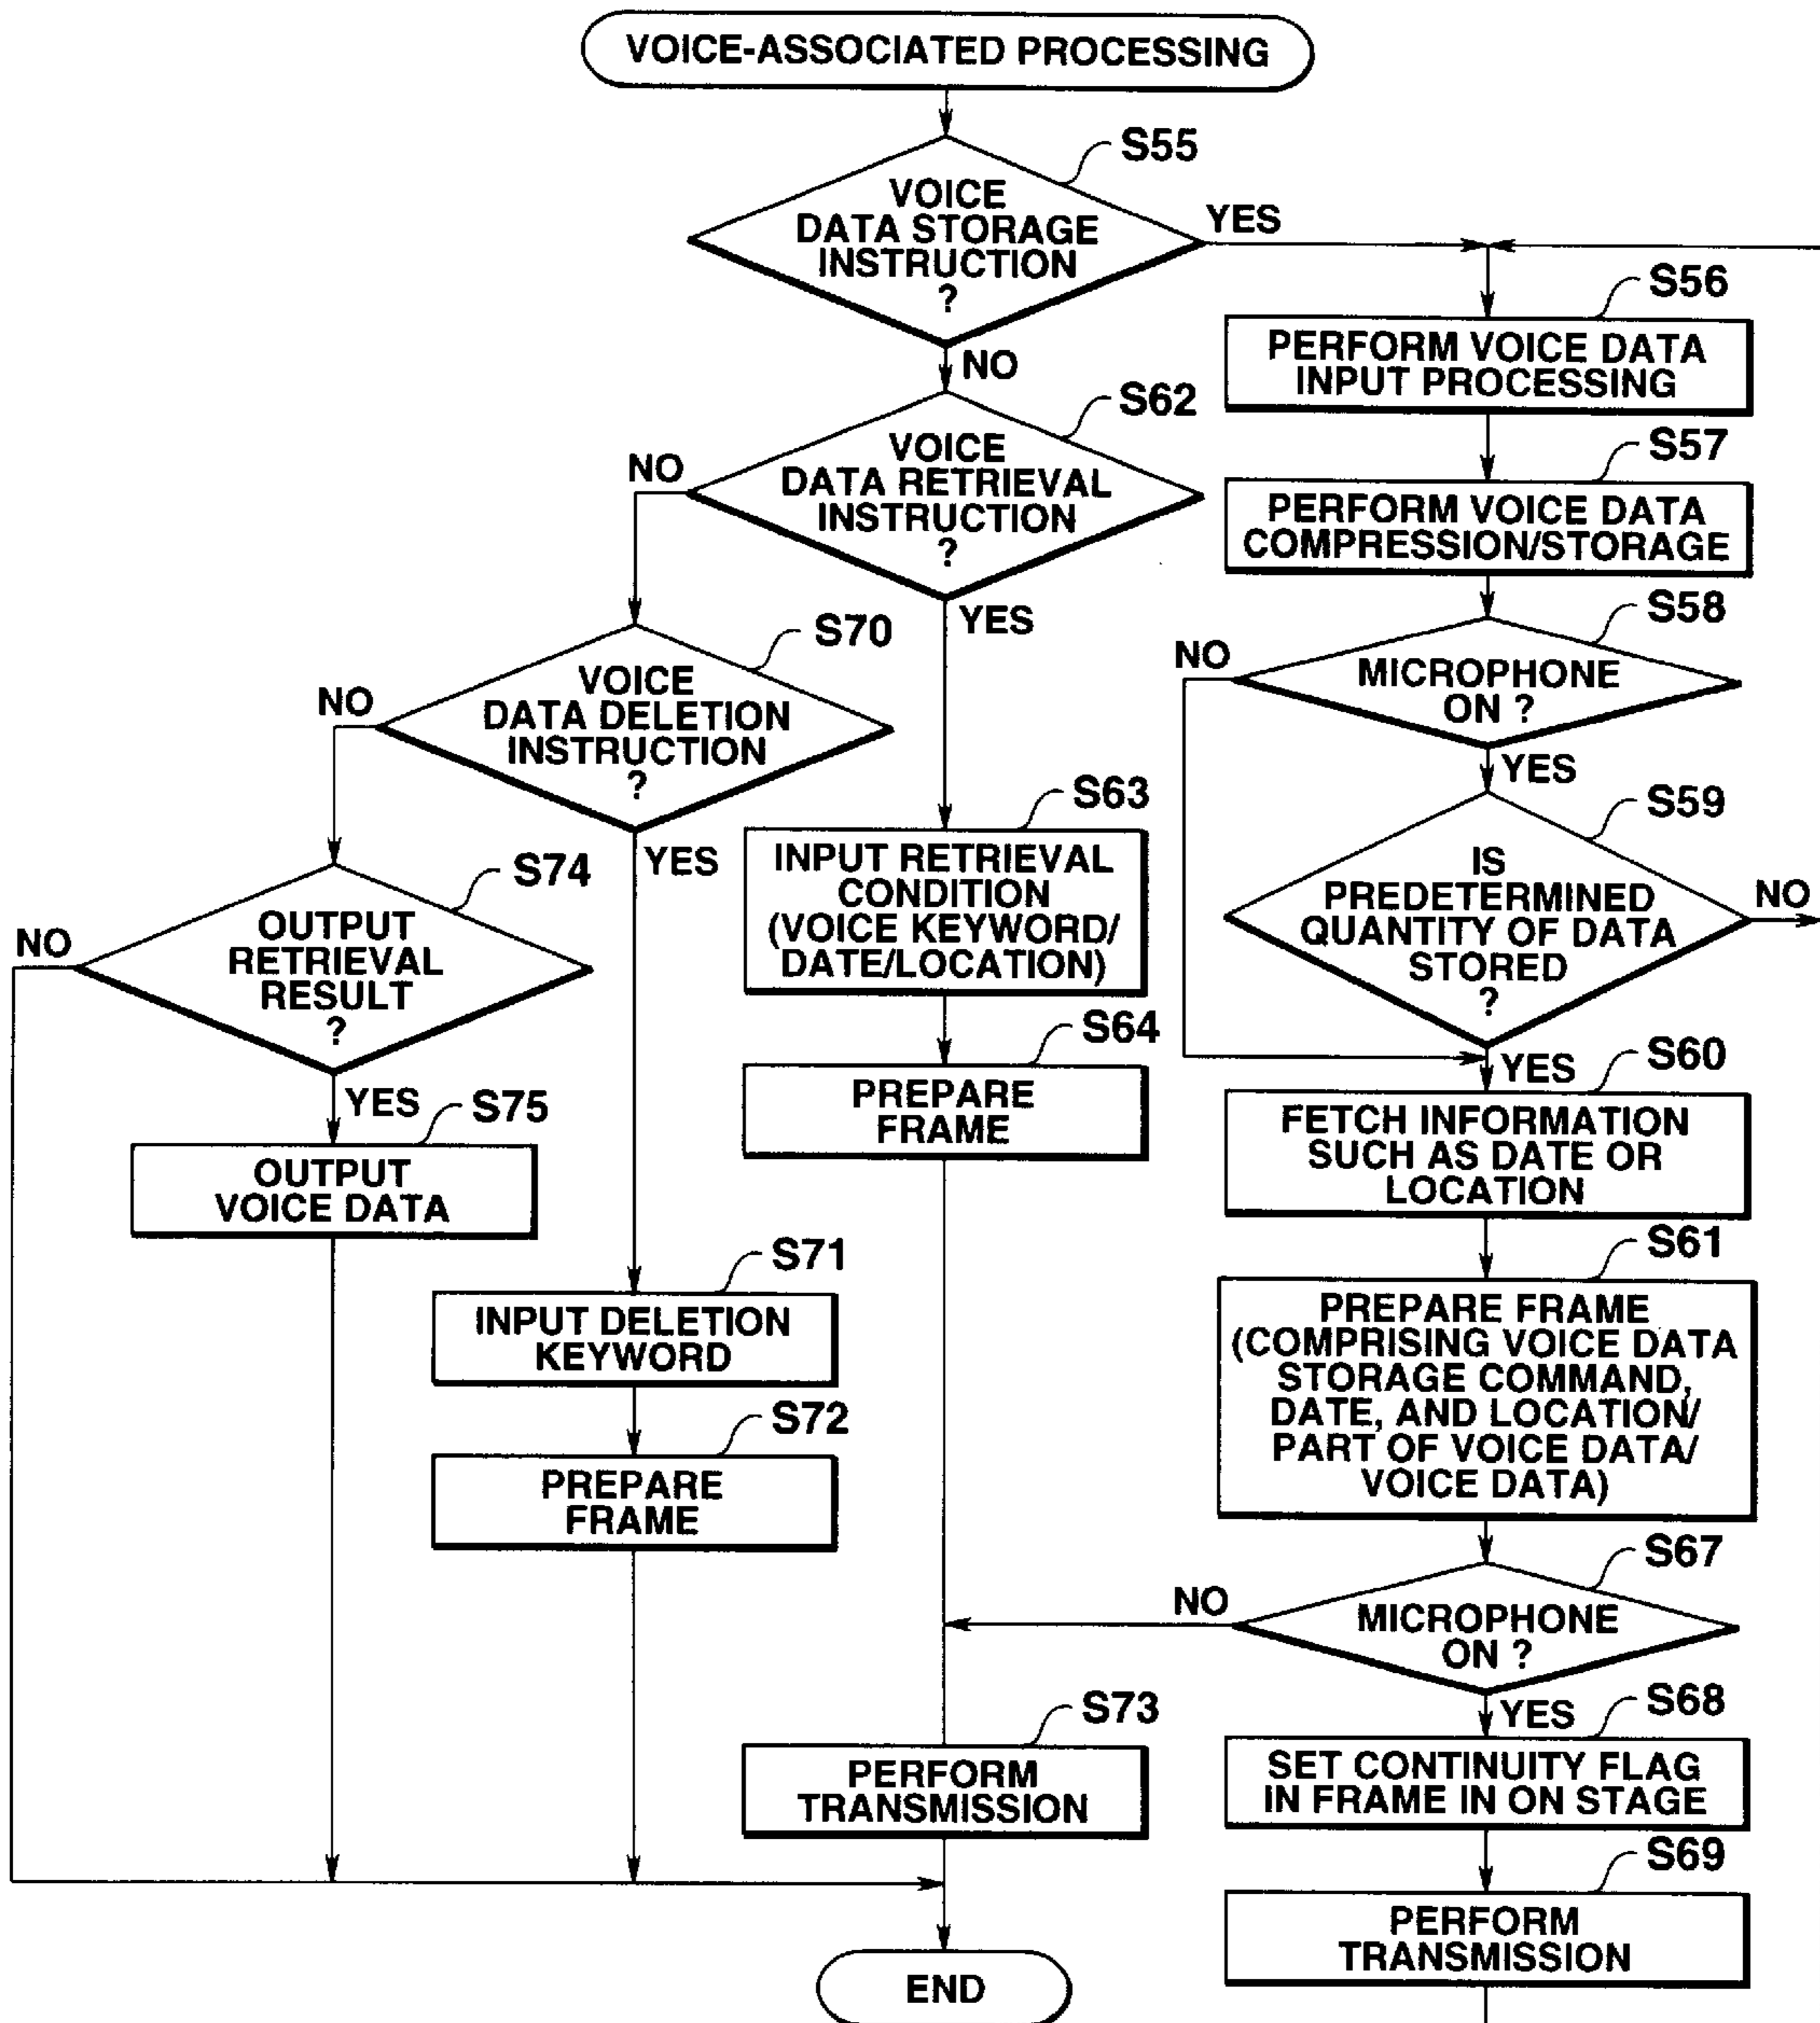 VOICE-ASSOCIATED PROCESSING
S55
VOICE
DATA STORAGE
INSTRUCTION
?
YES
NO
S56
PERFORM VOICE DATA
INPUT PROCESSING
S62
VOICE
DATA RETRIEVAL
INSTRUCTION
?
NO
YES
S57
PERFORM VOICE DATA
COMPRESSION/STORAGE
S58
MICROPHONE
ON ?
NO
YES
S70
VOICE
DATA DELETION
INSTRUCTION
?
NO
YES
S63
INPUT RETRIEVAL
CONDITION
(VOICE KEYWORD/
DATE/LOCATION)
S59
IS
PREDETERMINED
QUANTITY OF DATA
STORED
?
NO
YES
S74
OUTPUT
RETRIEVAL
RESULT
?
NO
YES
S64
PREPARE
FRAME
S60
FETCH INFORMATION
SUCH AS DATE OR
LOCATION
S75
OUTPUT
VOICE DATA
S71
INPUT DELETION
KEYWORD
S61
PREPARE FRAME
(COMPRISING VOICE DATA
STORAGE COMMAND,
DATE, AND LOCATION/
PART OF VOICE DATA/
VOICE DATA)
S72
PREPARE
FRAME
S67
MICROPHONE
ON ?
NO
YES
S73
PERFORM
TRANSMISSION
S68
SET CONTINUITY FLAG
IN FRAME IN ON STAGE
S69
PERFORM
TRANSMISSION
END